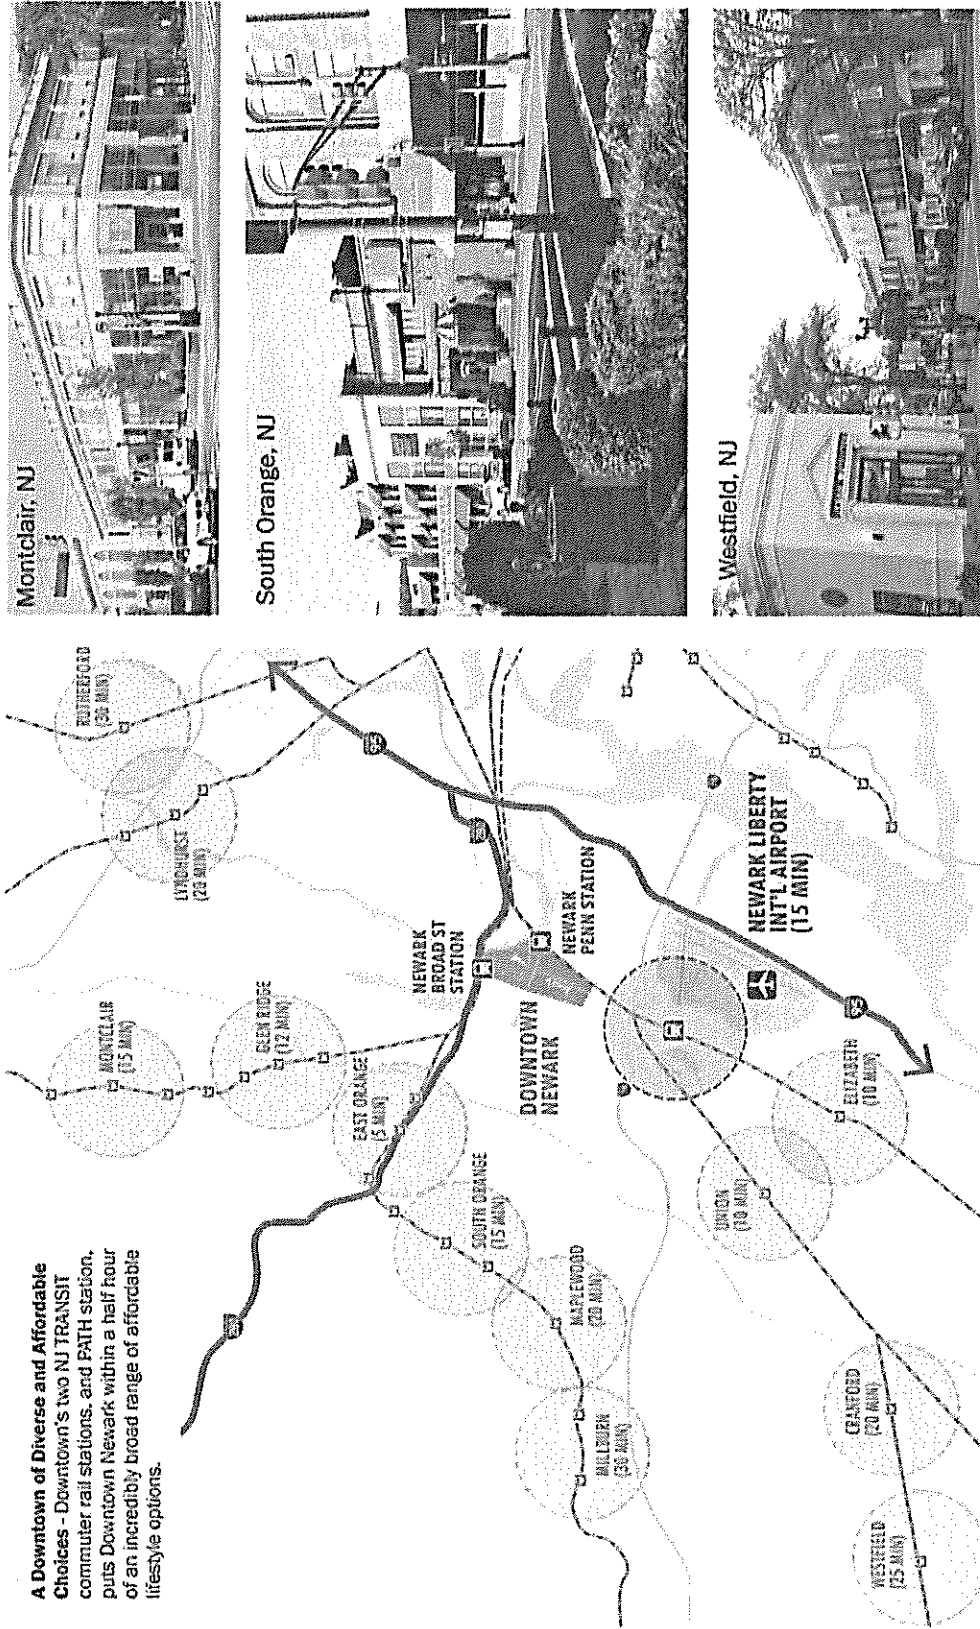 A Downtown of Diverse and Affordable
Choices - Downtown's two NJ TRANSIT
commuter rail stations, and PATH station,
puts Downtown Newark within a half hour
of an incredibly broad range of affordable
lifestyle options.
RUTHERFORD
(30 MIN)
LYNDHURST
(20 MIN)
MONTCLAIR
(15 MIN)
GLEN RIDGE
(12 MIN)
EAST ORANGE
(5 MIN)
SOUTH ORANGE
(15 MIN)
MAPLEWOOD
(20 MIN)
MILLBURN
(30 MIN)
NEWARK
BROAD ST
STATION
NEWARK
PENN STATION
DOWNTOWN
NEWARK
NEWARK LIBERTY
INT'L AIRPORT
(15 MIN)
UNION
(10 MIN)
ELIZABETH
(10 MIN)
CRANFORD
(20 MIN)
WESTFIELD
(25 MIN)
Montclair, NJ
South Orange, NJ
Westfield, NJ